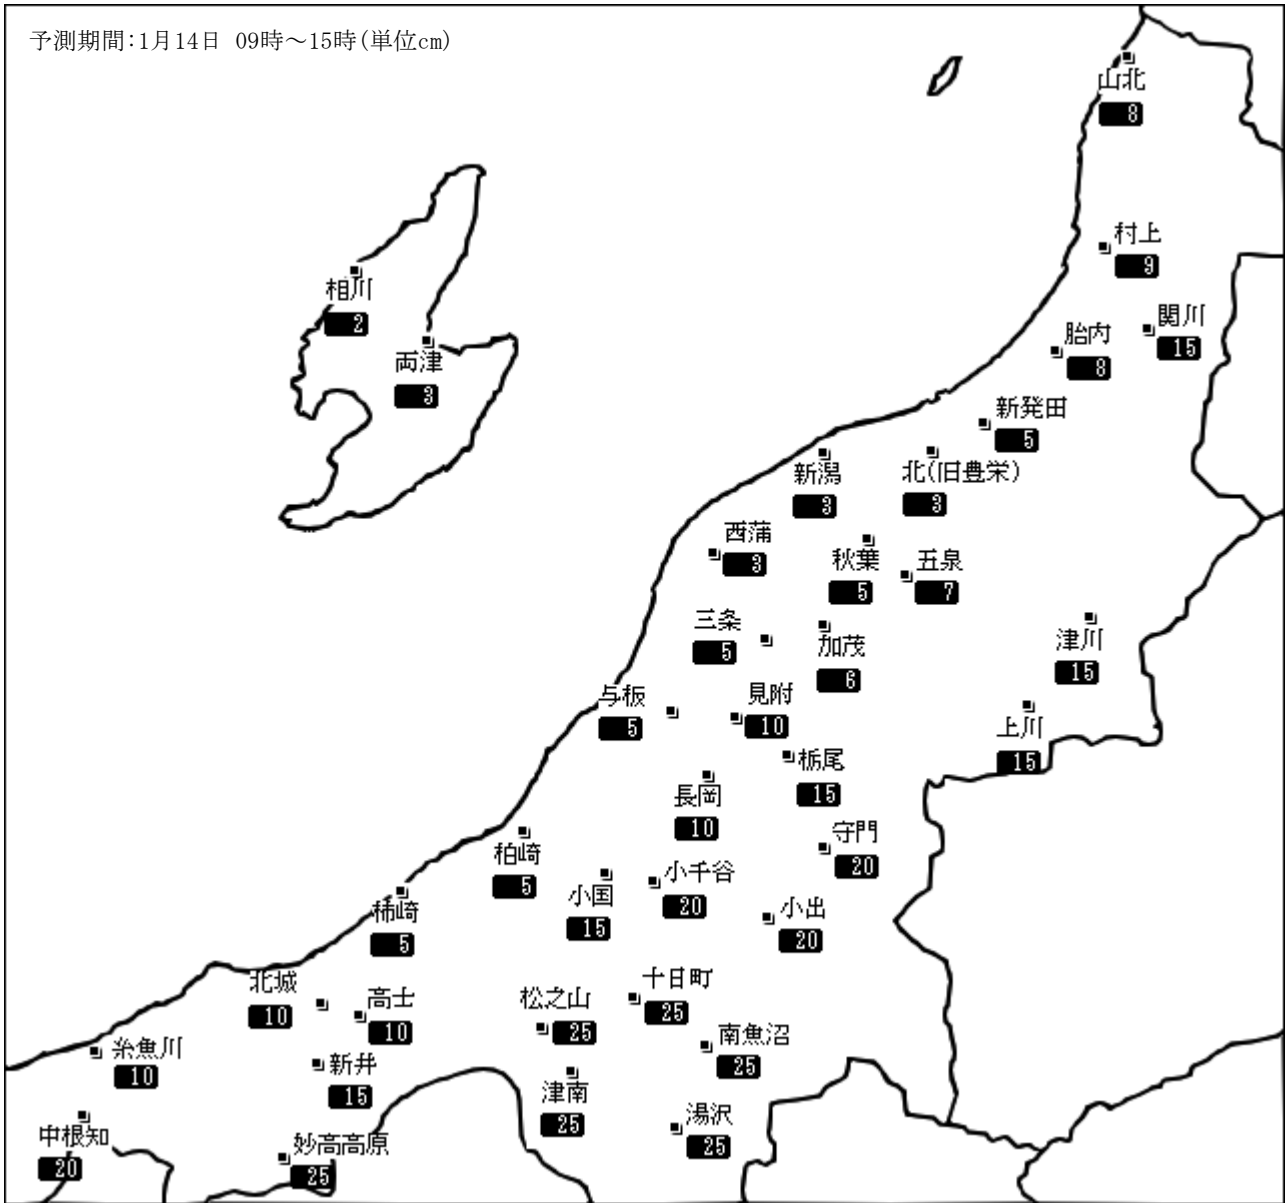 予測期間:1月14日 09時～15時(単位cm)
山北
8
村上
9
相川
2
両津
3
関川
15
胎内
8
新発田
5
新潟
3
北(旧豊栄)
3
西蒲
3
秋葉
5
五泉
7
三条
5
加茂
6
津川
15
与板
5
見附
10
上川
15
栃尾
15
長岡
10
守門
20
柏崎
5
小国
15
小千谷
20
小出
20
柿崎
5
北城
10
高士
10
松之山
25
十日町
25
南魚沼
25
糸魚川
10
新井
15
津南
25
湯沢
25
中根知
20
妙高高原
25